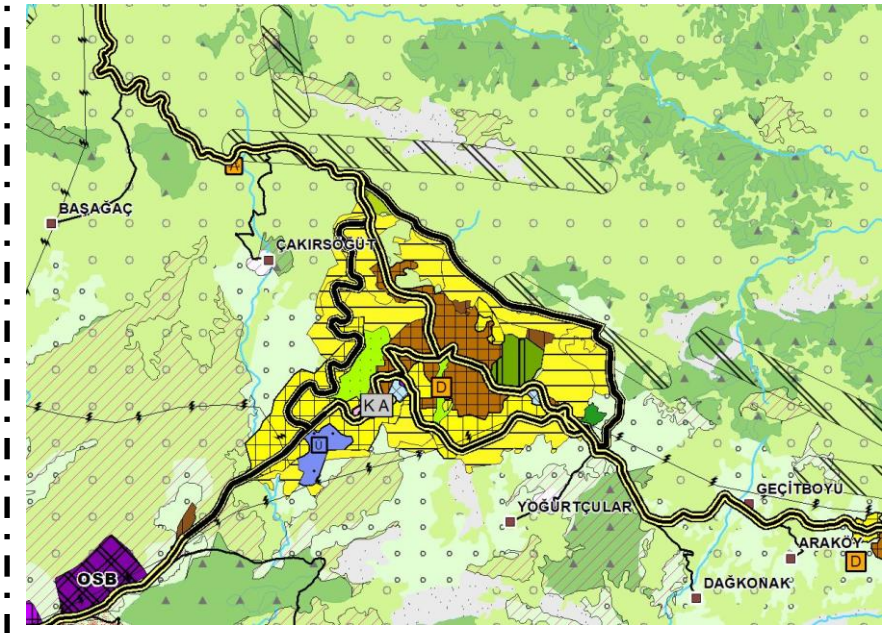 BAŞAĞAÇ
ÇAKIRSÖĞÜT
D
K A
Ü
YOĞURTÇULAR
GEÇİTBOYU
ARAKÖY
D
OSB
DAĞKONAK